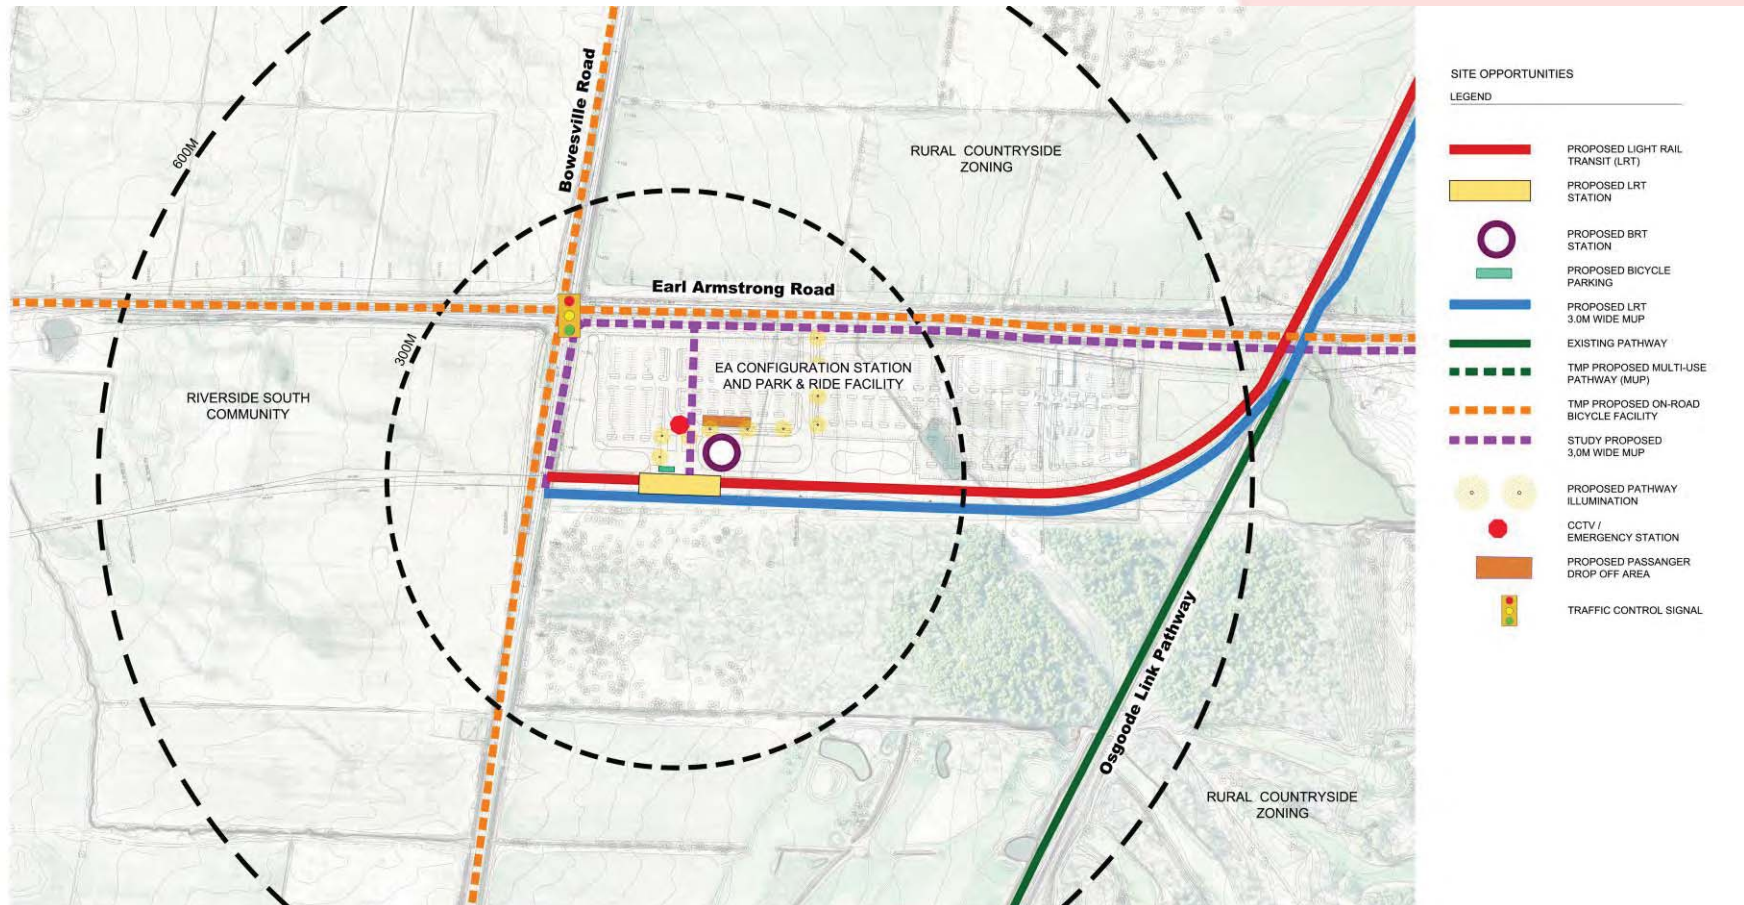 600M
300M
Bowesville Road
RURAL COUNTRYSIDE
ZONING
Earl Armstrong Road
EA CONFIGURATION STATION
AND PARK & RIDE FACILITY
RIVERSIDE SOUTH
COMMUNITY
Osgoode Link Pathway
RURAL COUNTRYSIDE
ZONING
SITE OPPORTUNITIES
LEGEND
PROPOSED LIGHT RAIL
TRANSIT (LRT)
PROPOSED LRT
STATION
PROPOSED BRT
STATION
PROPOSED BICYCLE
PARKING
PROPOSED LRT
3.0M WIDE MUP
EXISTING PATHWAY
TMP PROPOSED MULTI-USE
PATHWAY (MUP)
TMP PROPOSED ON-ROAD
BICYCLE FACILITY
STUDY PROPOSED
3,0M WIDE MUP
PROPOSED PATHWAY
ILLUMINATION
CCTV /
EMERGENCY STATION
PROPOSED PASSANGER
DROP OFF AREA
TRAFFIC CONTROL SIGNAL